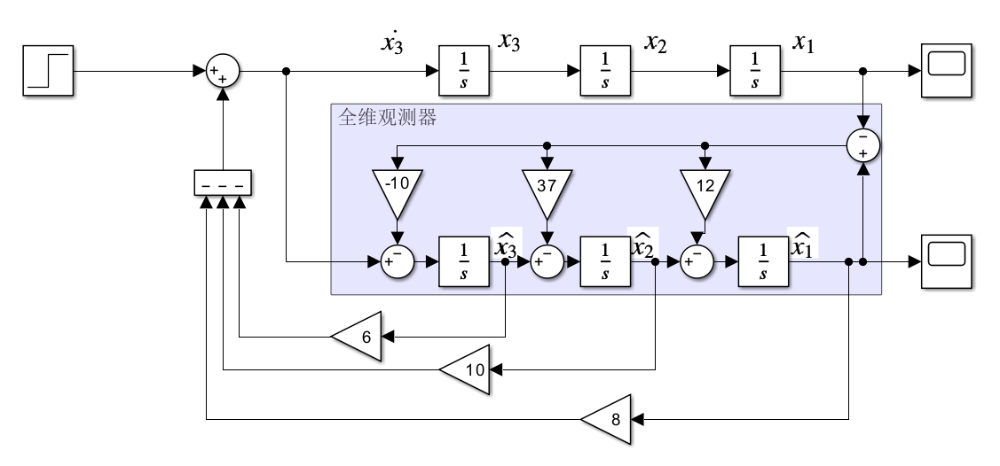 ẋ3 x3 x2 x1
+
+
1/s 1/s 1/s
全维观测器
−
+
-10 37 12
− − −
x̂3 x̂2 x̂1
+ − + − + −
1/s 1/s 1/s
6
10
8